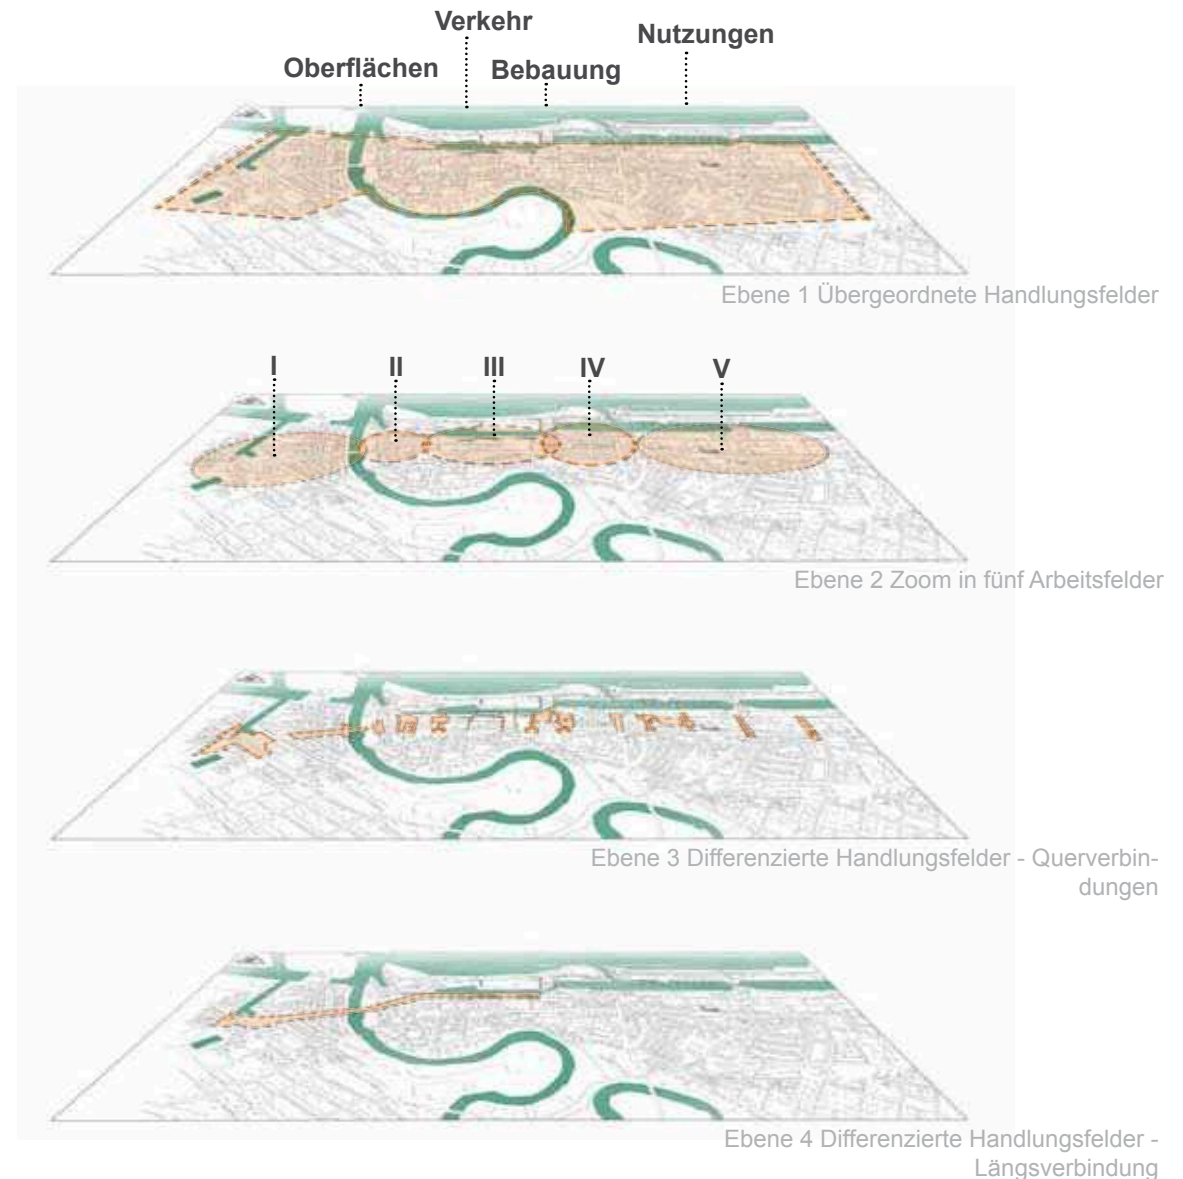 Verkehr
Nutzungen
Oberflächen
Bebauung
Ebene 1 Übergeordnete Handlungsfelder
I
II
III
IV
V
Ebene 2 Zoom in fünf Arbeitsfelder
Ebene 3 Differenzierte Handlungsfelder - Querverbin-
dungen
Ebene 4 Differenzierte Handlungsfelder -
Längsverbindung